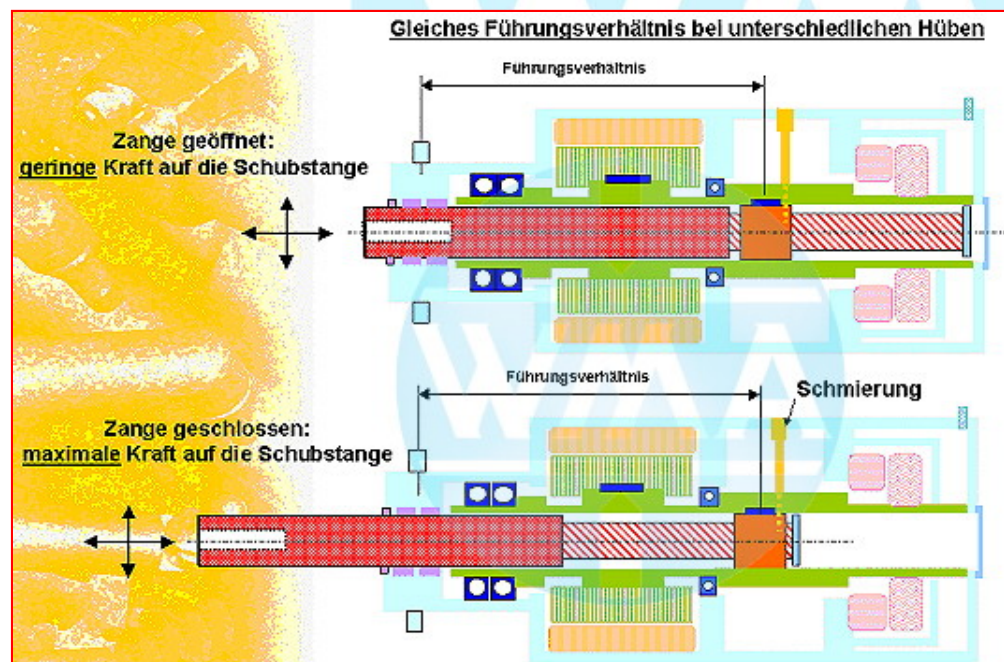 Gleiches Führungsverhältnis bei unterschiedlichen Hüben
Führungsverhältnis
Zange geöffnet:
geringe Kraft auf die Schubstange
Führungsverhältnis
Schmierung
Zange geschlossen:
maximale Kraft auf die Schubstange
WMA